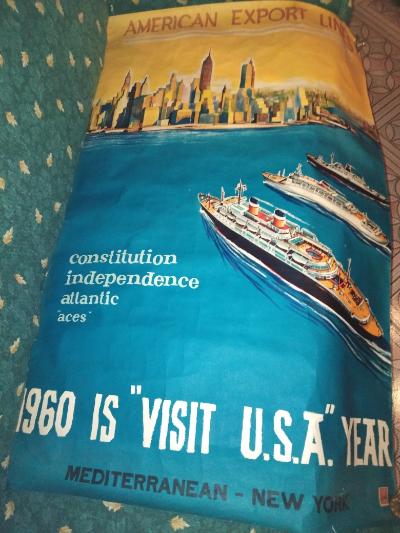 AMERICAN EXPORT LINES
constitution
independence
atlantic
"aces"
1960 IS "VISIT U.S.A." YEAR
MEDITERRANEAN - NEW YORK